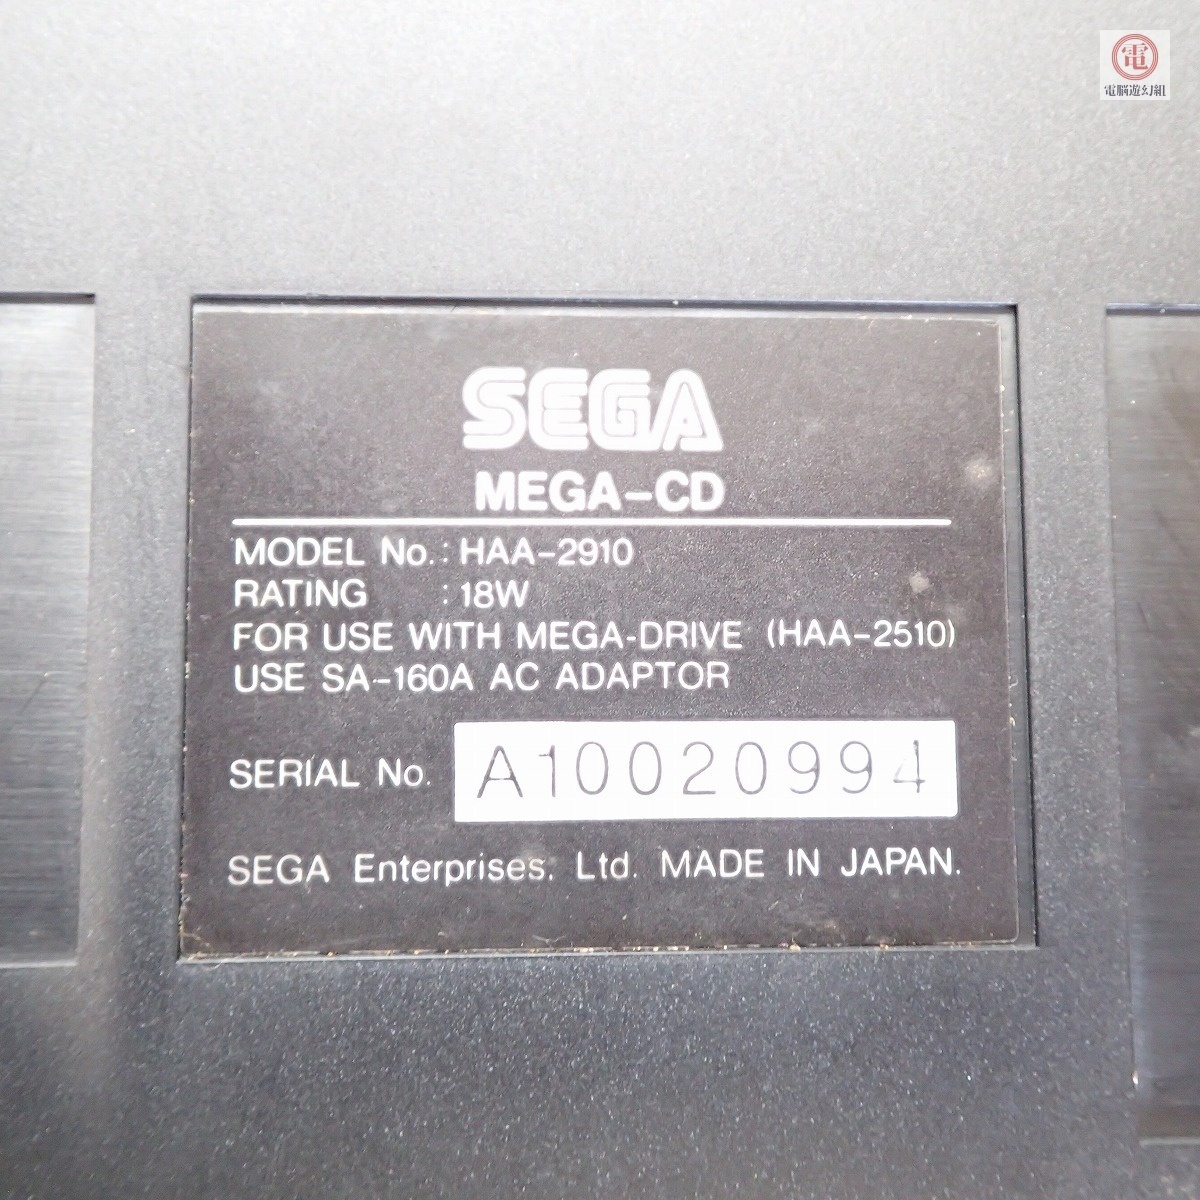 電
電脳遊幻組
SEGA
MEGA-CD
MODEL No.: HAA-2910
RATING : 18W
FOR USE WITH MEGA-DRIVE (HAA-2510)
USE SA-160A AC ADAPTOR
SERIAL No. A10020994
SEGA Enterprises, Ltd. MADE IN JAPAN.